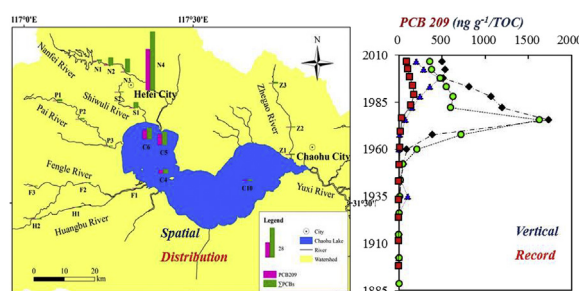 117°0'E
117°30'E
Nanfei River
N1
N2
N3
N4
Hefei City
S2
S1
Shiwuli River
P1
Pai River
P2
P3
Zhegao River
Z3
Z2
Z1
Chaohu City
Yuxi River
C6
C5
C4
C10
Fengle River
F3
F2
F1
H1
H2
Huangbu River
31°30'
Spatial
Distribution
N
Legend
28
City
Chaohu Lake
River
Watershed
PCB209
∑PCBs
0 10 20
km
PCB 209 (ng g⁻¹/TOC)
0 500 1000 1500 2000
2010
1985
1960
1935
1910
1885
Vertical
Record